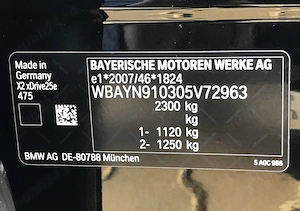 BAYERISCHE MOTOREN WERKE AG
Made in
Germany
X2 xDrive25e
475
e1*2007/46*1824
WBAYN910305V72963
2300 kg
kg
1- 1120 kg
2- 1250 kg
BMW AG DE-80788 München
5 A0C 986